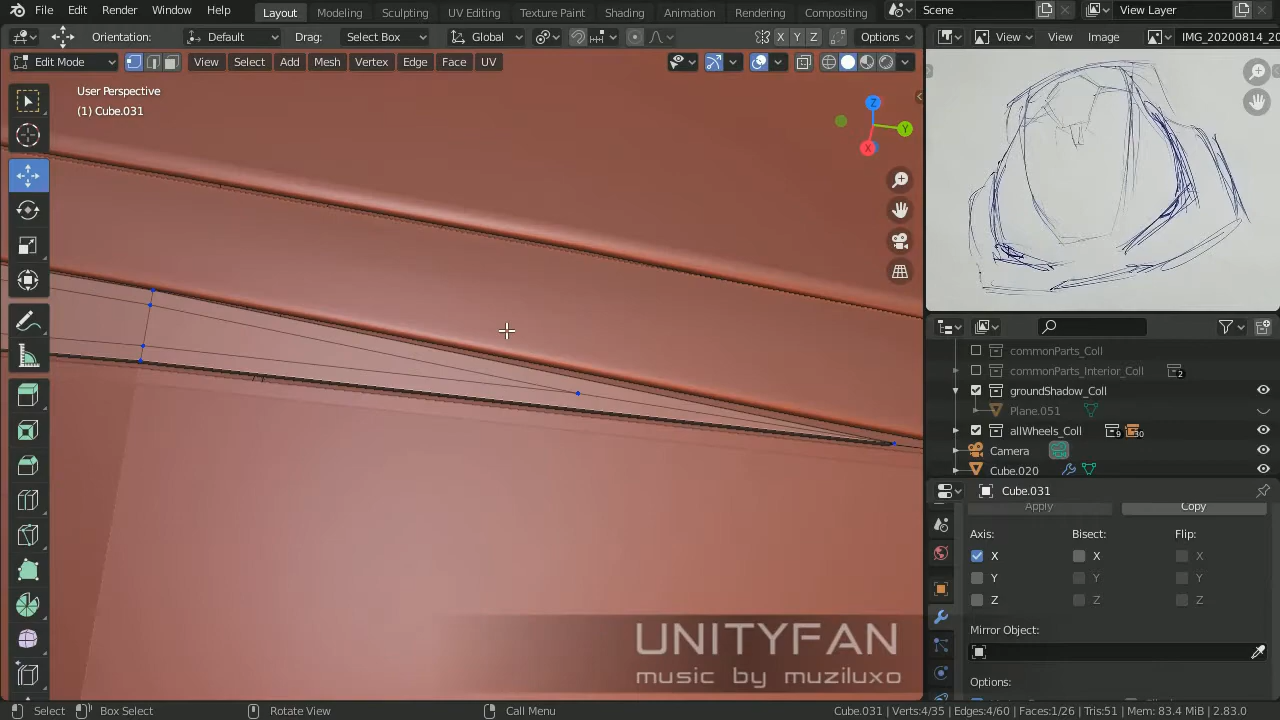 File Edit Render Window Help
Layout Modeling Sculpting UV Editing Texture Paint Shading Animation Rendering Compositing
Scene
View Layer
Orientation: Default Drag: Select Box Global X Y Z Options
View View Image IMG_20200814_20
Edit Mode View Select Add Mesh Vertex Edge Face UV
User Perspective
(1) Cube.031
Z
Y
X
commonParts_Coll
commonParts_Interior_Coll 2
groundShadow_Coll
Plane.051
allWheels_Coll 9 30
Camera
Cube.020
Cube.031
Apply Copy
Axis: Bisect: Flip:
X X X
Y Y Y
Z Z Z
Mirror Object:
Options:
UNITYFAN
music by muziluxo
Select Box Select Rotate View Call Menu Cube.031 | Verts:4/35 | Edges:4/60 | Faces:1/26 | Tris:51 | Mem: 83.4 MiB | 2.83.0